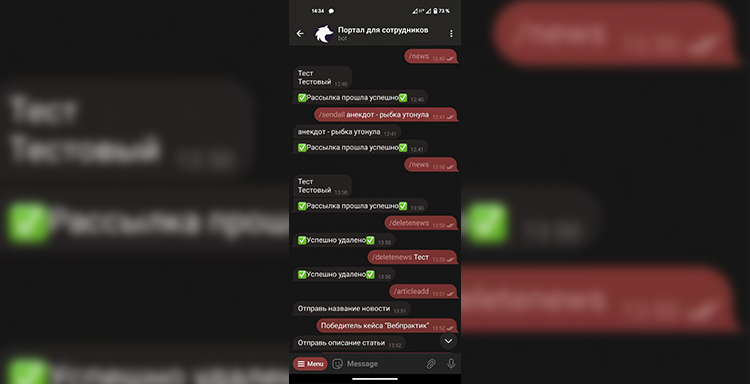 14:34
H+
73 %
Портал для сотрудников
bot
/news 12:40
Тест
Тестовый 12:40
✅Рассылка прошла успешно✅ 12:40
/sendall анекдот - рыбка утонула 12:41
анекдот - рыбка утонула 12:41
✅Рассылка прошла успешно✅ 12:41
/news 13:50
Тест
Тестовый 13:50
✅Рассылка прошла успешно✅ 13:50
/deletenews 13:50
✅Успешно удалено✅ 13:50
/deletenews Тест 13:50
✅Успешно удалено✅ 13:50
/articleadd 13:51
Отправь название новости 13:51
Победитель кейса "Вебпрактик" 13:52
Отправь описание статьи 13:52
Menu
Message